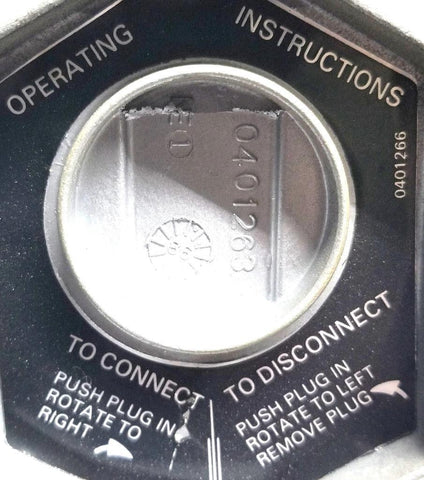 OPERATING INSTRUCTIONS
0401266
0401263
TO CONNECT
PUSH PLUG IN
ROTATE TO
RIGHT
TO DISCONNECT
PUSH PLUG IN
ROTATE TO LEFT
REMOVE PLUG